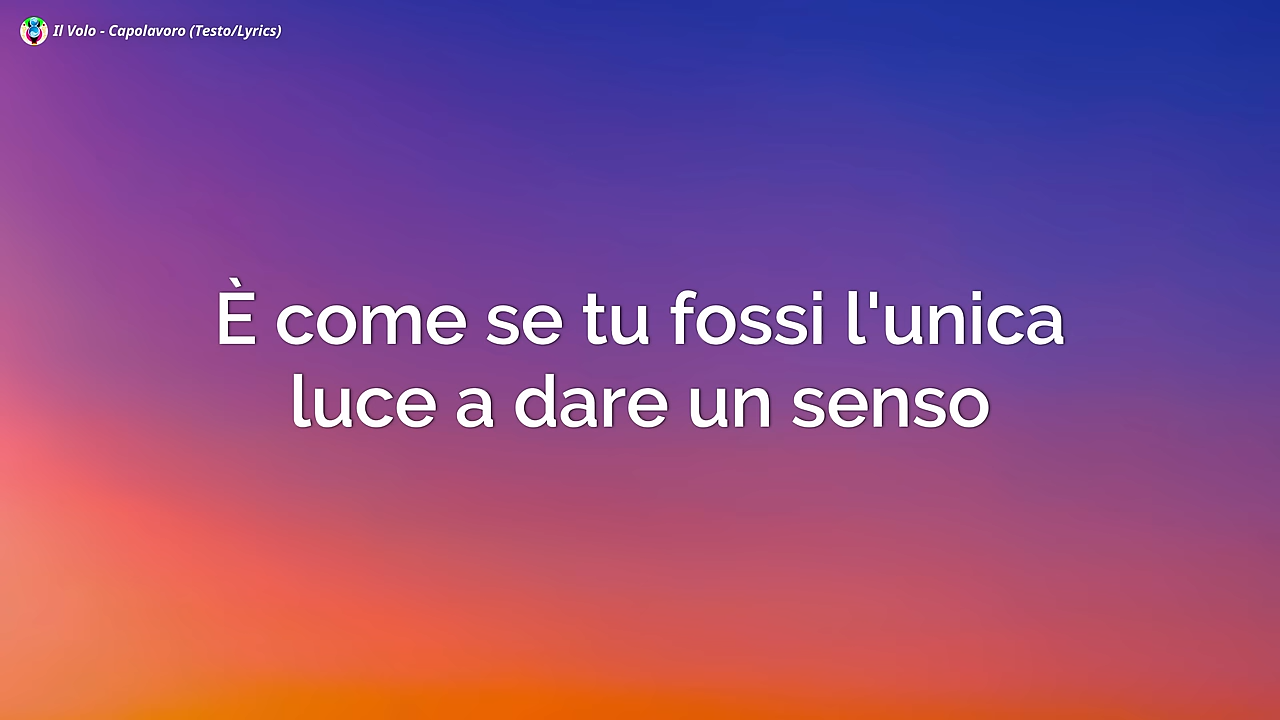 Il Volo - Capolavoro (Testo/Lyrics)
È come se tu fossi l'unica
luce a dare un senso